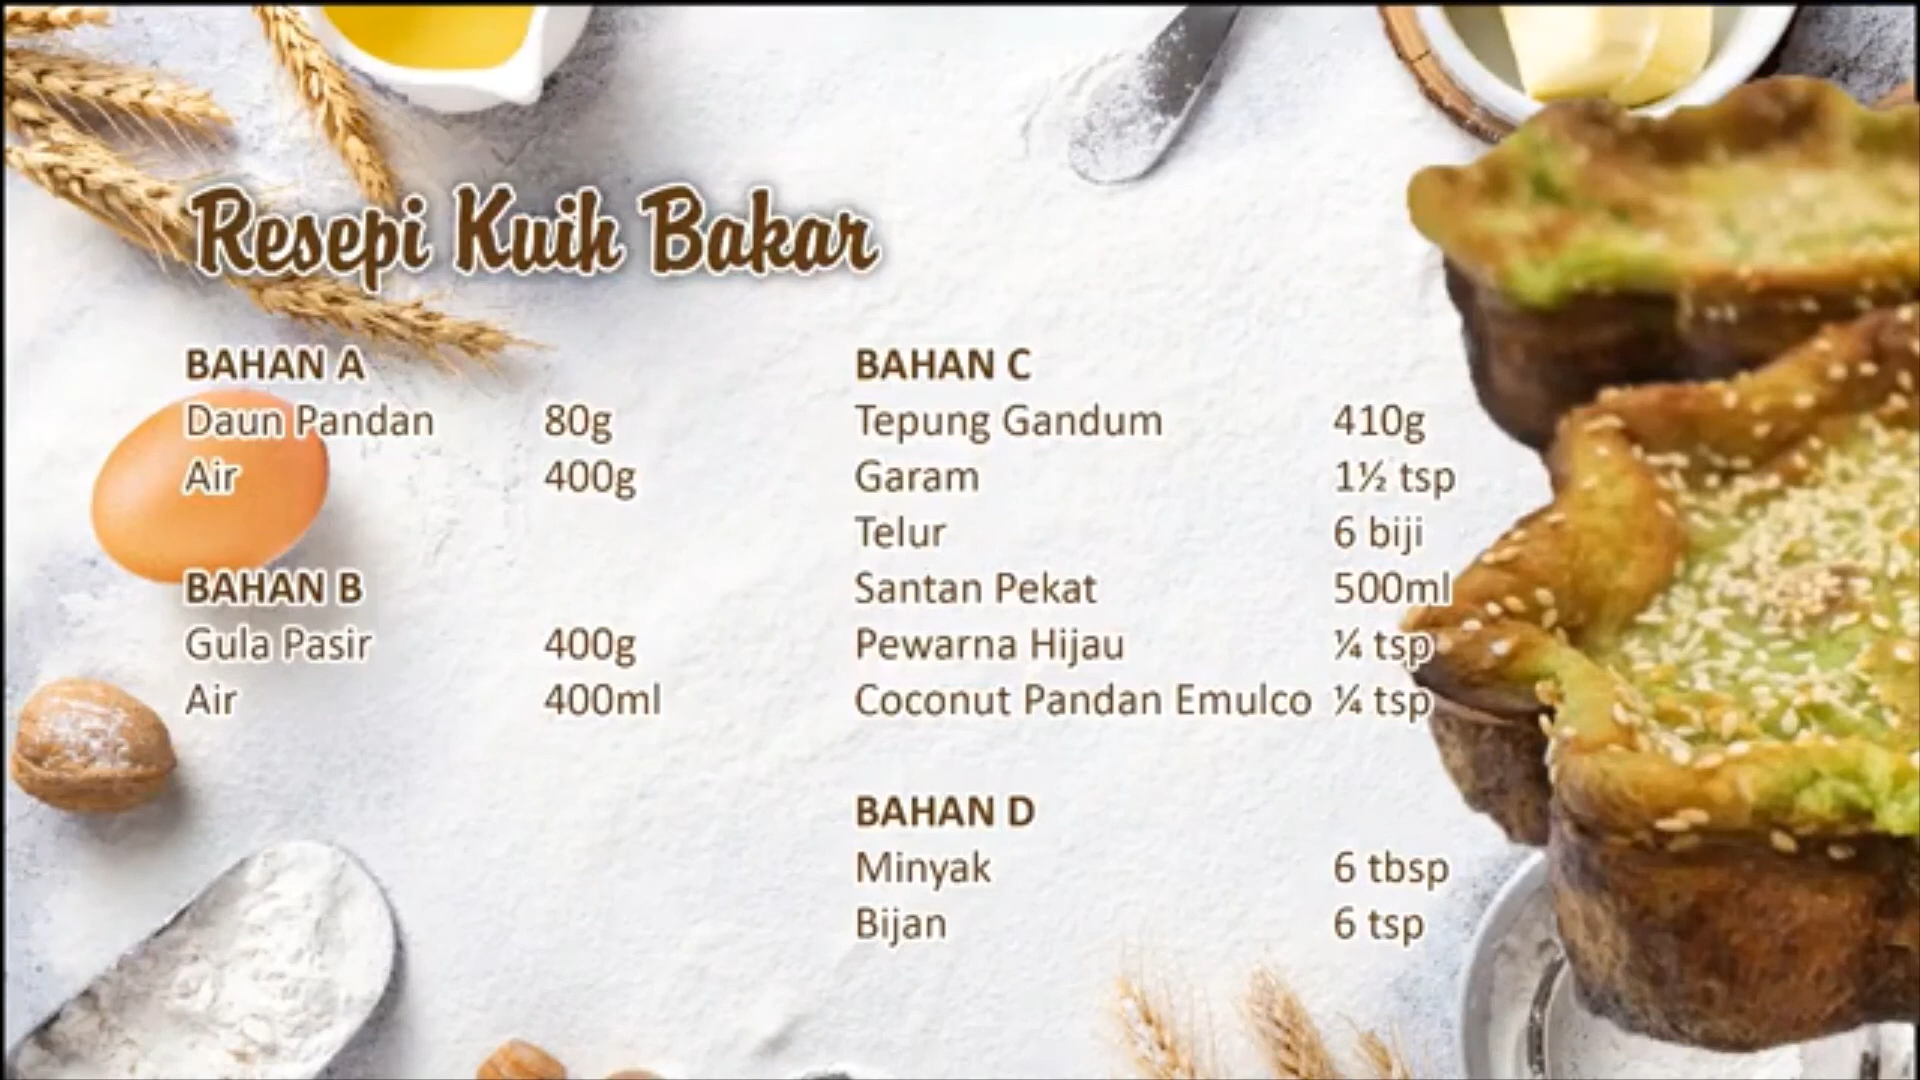 Resepi Kuih Bakar
BAHAN A
Daun Pandan 80g
Air 400g
BAHAN B
Gula Pasir 400g
Air 400ml
BAHAN C
Tepung Gandum 410g
Garam 1½ tsp
Telur 6 biji
Santan Pekat 500ml
Pewarna Hijau ¼ tsp
Coconut Pandan Emulco ¼ tsp
BAHAN D
Minyak 6 tbsp
Bijan 6 tsp